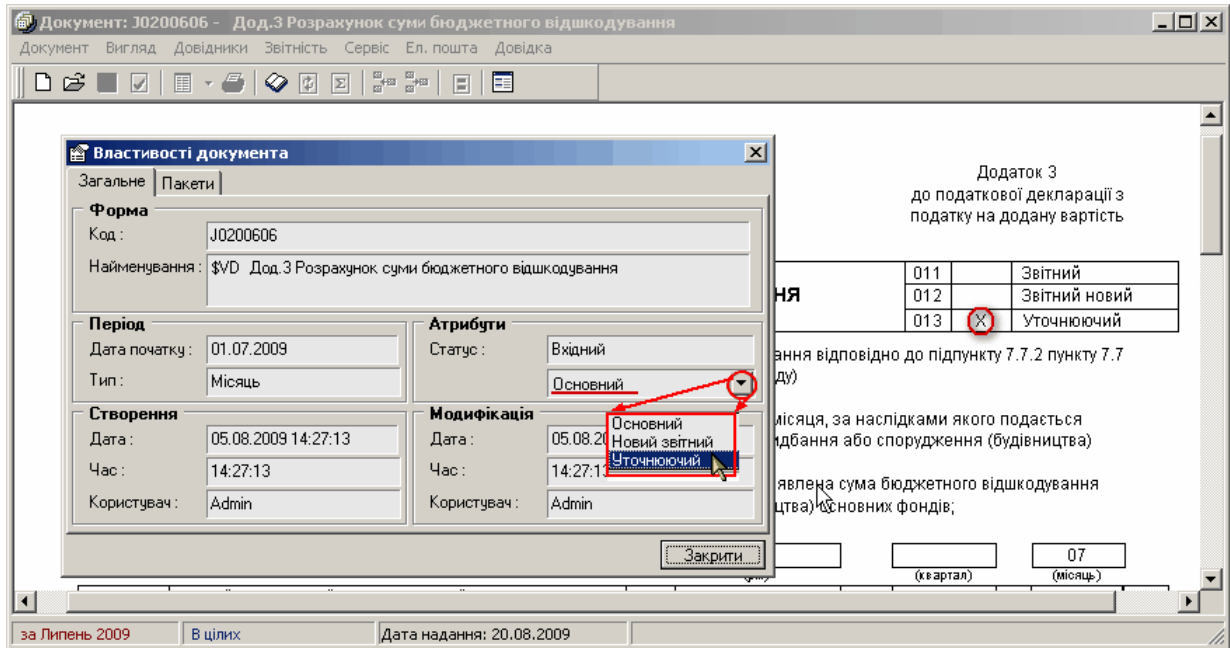 Документ: J0200606 - Дод.3 Розрахунок суми бюджетного відшкодування
Документ Вигляд Довідники Звітність Сервіс Ел. пошта Довідка
Додаток 3
до податкової декларації з
податку на додану вартість
Властивості документа
Загальне Пакети
Форма
Код : J0200606
Найменування : $VD Дод.3 Розрахунок суми бюджетного відшкодування
НЯ
011 Звітний
012 Звітний новий
013 X Уточнюючий
Період
Дата початку : 01.07.2009
Тип : Місяць
Атрибути
Статус : Вхідний
Основний
Основний
Новий звітний
Уточнюючий
Створення
Дата : 05.08.2009 14:27:13
Час : 14:27:13
Користувач : Admin
Модифікація
Дата : 05.08.20
Час : 14:27:13
Користувач : Admin
Закрити
ання відповідно до підпункту 7.7.2 пункту 7.7
ду)
місяця, за наслідками якого подається
идбання або спорудження (будівництва)
явлена сума бюджетного відшкодування
цтва) основних фондів;
07
(квартал) (місяць)
за Липень 2009 В цілих Дата надання: 20.08.2009